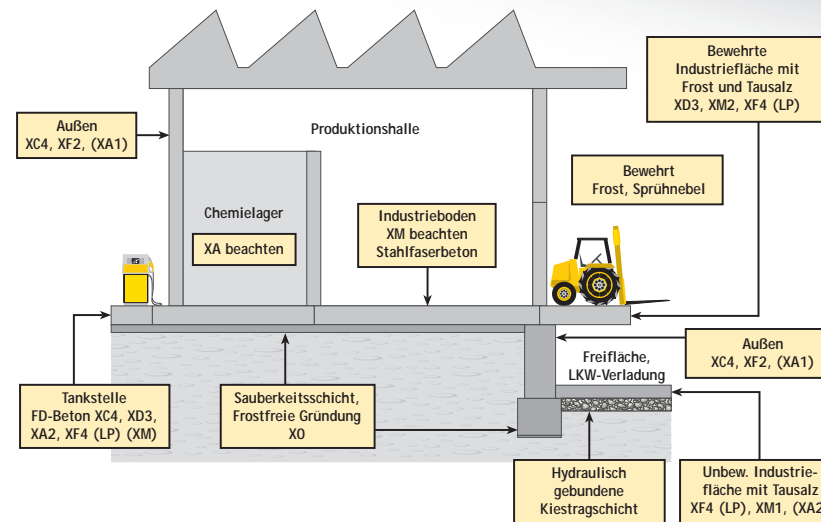 Bewehrte
Industriefläche mit
Frost und Tausalz
XD3, XM2, XF4 (LP)
Außen
XC4, XF2, (XA1)
Produktionshalle
Bewehrt
Frost, Sprühnebel
Chemielager
XA beachten
Industrieboden
XM beachten
Stahlfaserbeton
Außen
XC4, XF2, (XA1)
Freifläche,
LKW-Verladung
Tankstelle
FD-Beton XC4, XD3,
XA2, XF4 (LP) (XM)
Sauberkeitsschicht,
Frostfreie Gründung
X0
Hydraulisch
gebundene
Kiestragschicht
Unbew. Industrie-
fläche mit Tausalz
XF4 (LP), XM1, (XA2